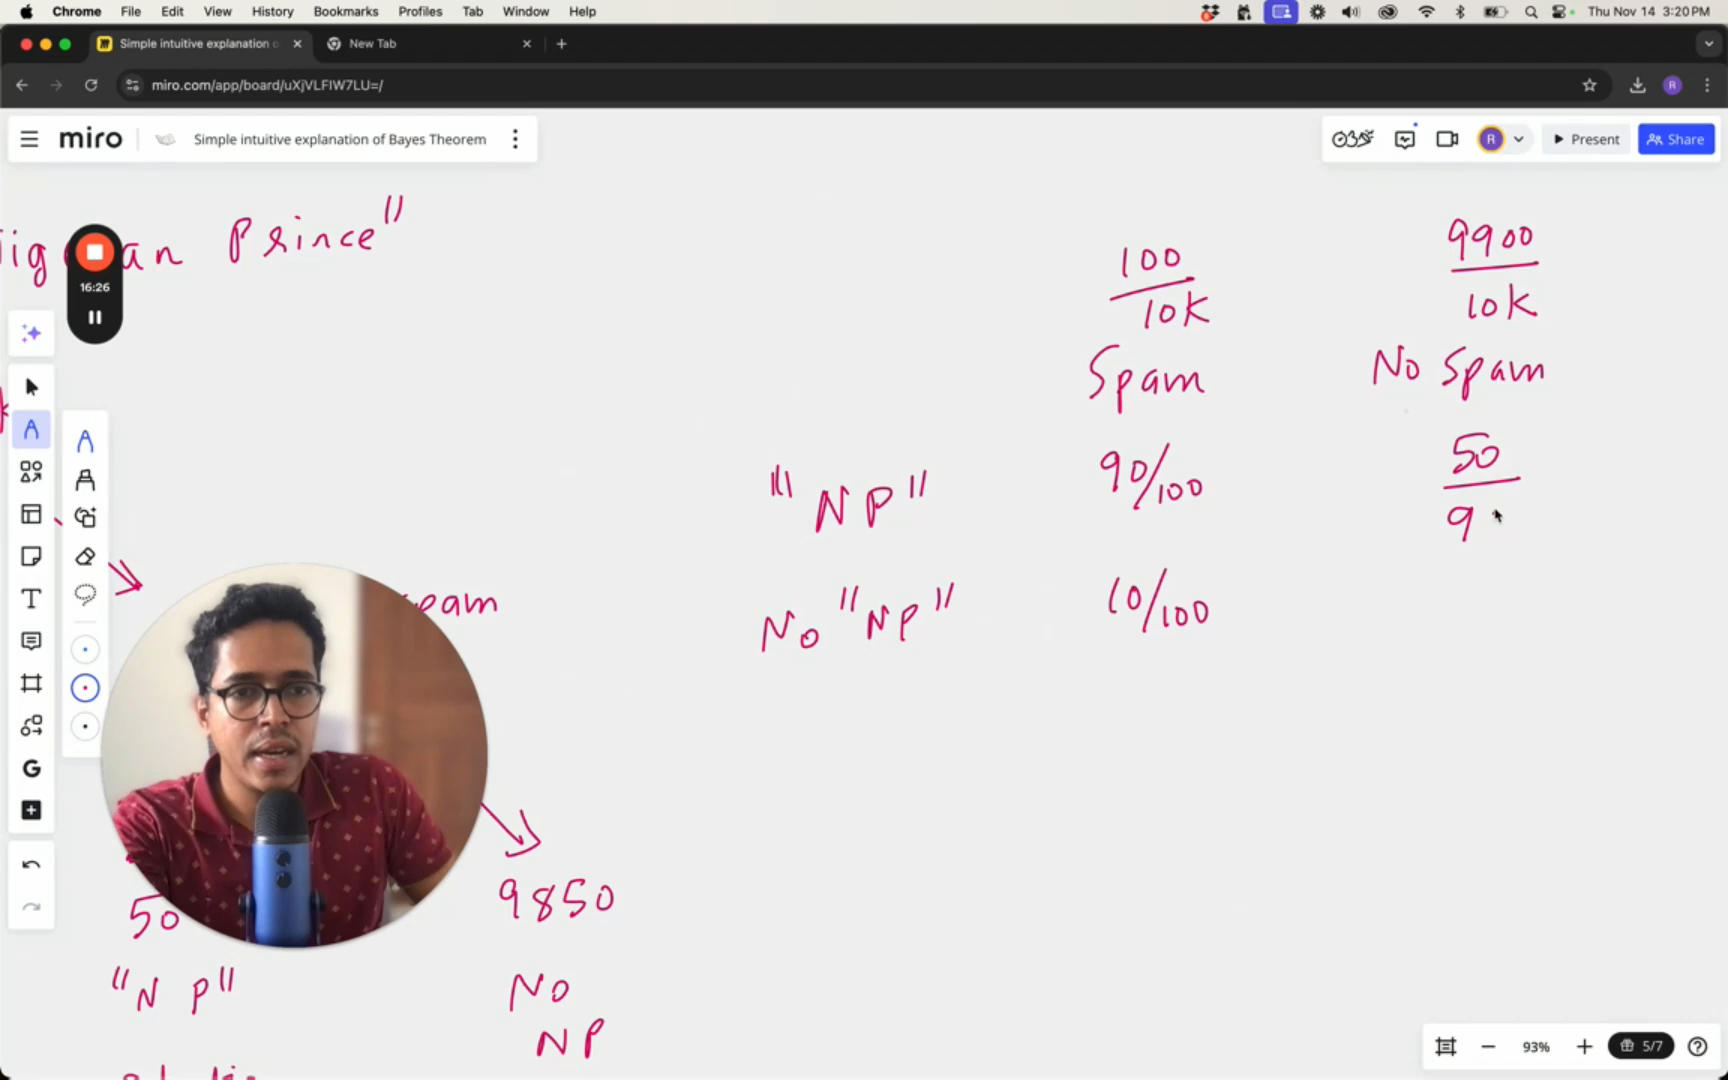 Chrome File Edit View History Bookmarks Profiles Tab Window Help Thu Nov 14 3:20 PM
Simple intuitive explanation o New Tab
miro.com/app/board/uXjVLFIW7LU=/ R
miro Simple intuitive explanation of Bayes Theorem R Present Share
Prince"
16:26
100
10K
Spam
9900
10K
No Spam
"NP" 90/100 50
9
No "NP" 10/100
pam
50
"NP"
9850
No
NP
T
G
93% 5/7